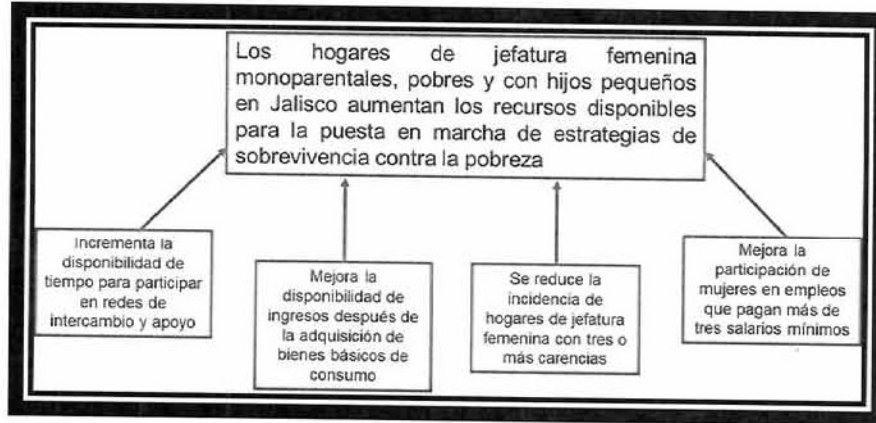 Los hogares de jefatura femenina
monoparentales, pobres y con hijos pequeños
en Jalisco aumentan los recursos disponibles
para la puesta en marcha de estrategias de
sobrevivencia contra la pobreza
Incrementa la
disponibilidad de
tiempo para participar
en redes de
intercambio y apoyo
Mejora la
disponibilidad de
ingresos después de
la adquisición de
bienes básicos de
consumo
Se reduce la
incidencia de
hogares de jefatura
femenina con tres o
más carencias
Mejora la
participación de
mujeres en empleos
que pagan más de
tres salarios mínimos